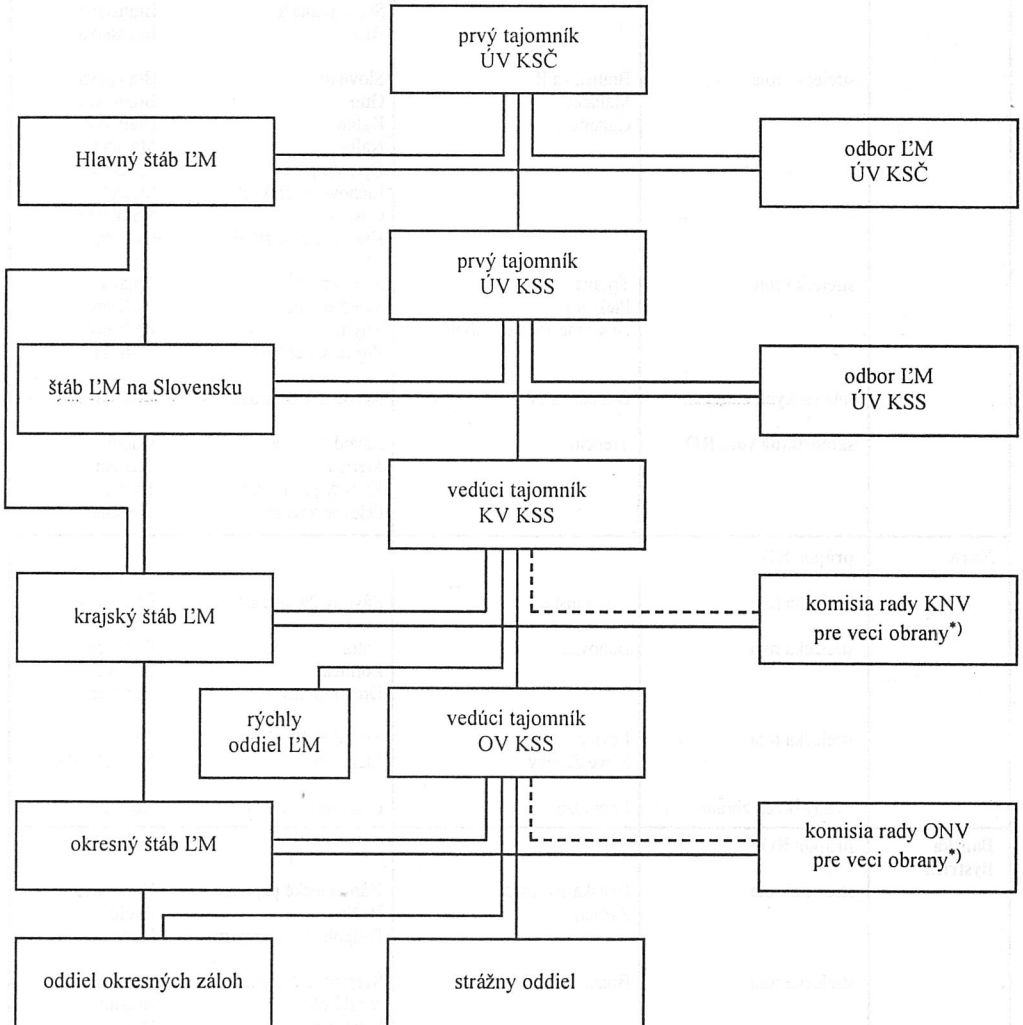 prvý tajomník
ÚV KSČ
Hlavný štáb ĽM
odbor ĽM
ÚV KSČ
prvý tajomník
ÚV KSS
štáb ĽM na Slovensku
odbor ĽM
ÚV KSS
vedúci tajomník
KV KSS
krajský štáb ĽM
komisia rady KNV
pre veci obrany*)
rýchly
oddiel ĽM
vedúci tajomník
OV KSS
okresný štáb ĽM
komisia rady ONV
pre veci obrany*)
oddiel okresných záloh
strážny oddiel